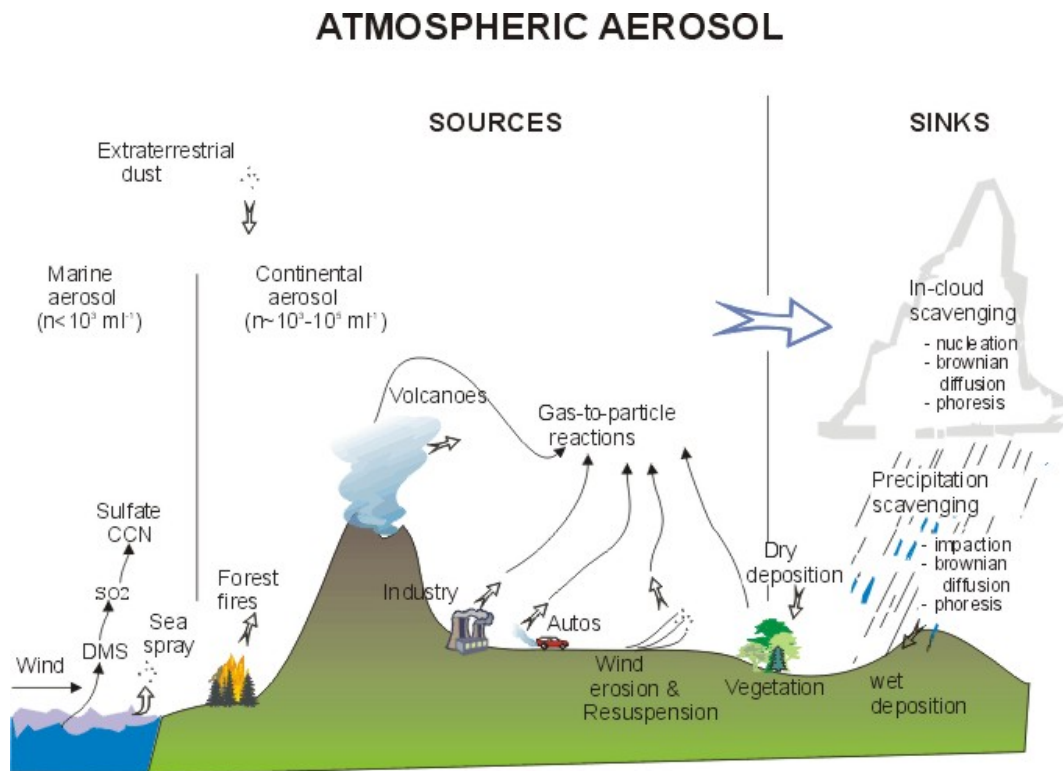 ATMOSPHERIC AEROSOL
SOURCES
SINKS
Extraterrestrial
dust
Marine
aerosol
(n<10³ ml⁻¹)
Continental
aerosol
(n~10³-10⁵ ml⁻¹)
In-cloud
scavenging
- nucleation
- brownian
diffusion
- phoresis
Volcanoes
Gas-to-particle
reactions
Precipitation
scavenging
- impaction
- brownian
diffusion
- phoresis
Sulfate
CCN
SO2
DMS
Wind
Sea
spray
Forest
fires
Industry
Autos
Wind
erosion &
Resuspension
Dry
deposition
Vegetation
wet
deposition